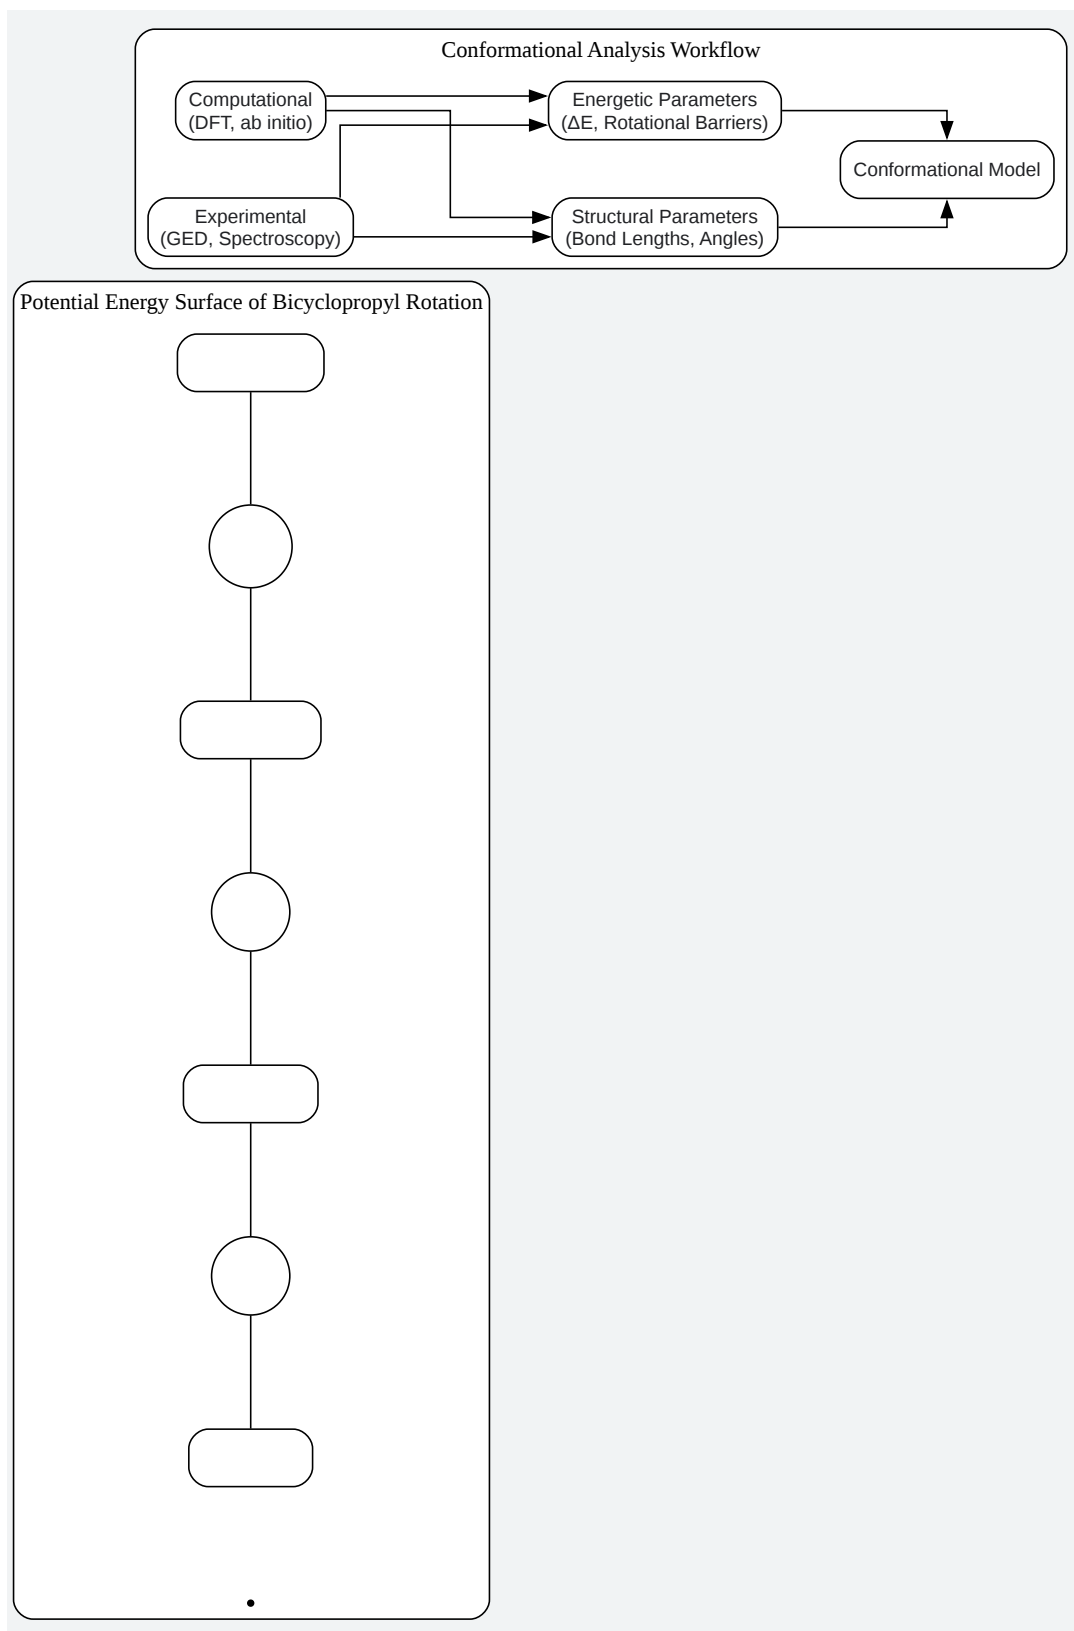 Conformational Analysis Workflow
Computational
(DFT, ab initio)
Energetic Parameters
(ΔE, Rotational Barriers)
Conformational Model
Experimental
(GED, Spectroscopy)
Structural Parameters
(Bond Lengths, Angles)
Potential Energy Surface of Bicyclopropyl Rotation